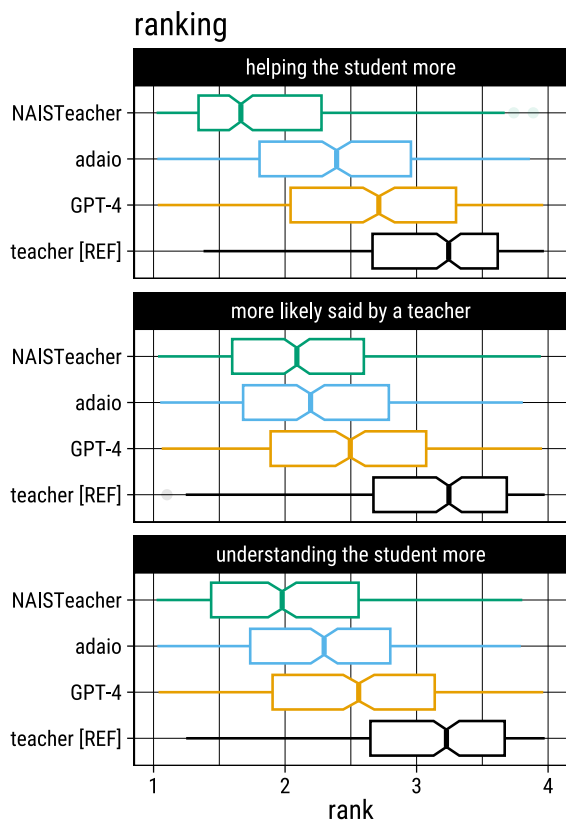 ranking
helping the student more
NAISTeacher
adaio
GPT-4
teacher [REF]
more likely said by a teacher
NAISTeacher
adaio
GPT-4
teacher [REF]
understanding the student more
NAISTeacher
adaio
GPT-4
teacher [REF]
1 2 3 4
rank